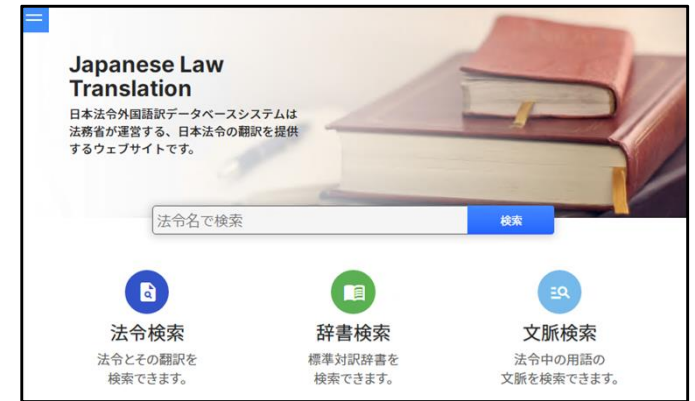 Japanese Law
Translation
日本法令外国語訳データベースシステムは
法務省が運営する、日本法令の翻訳を提供
するウェブサイトです。
法令名で検索
検索
法令検索
辞書検索
文脈検索
法令とその翻訳を
検索できます。
標準対訳辞書を
検索できます。
法令中の用語の
文脈を検索できます。